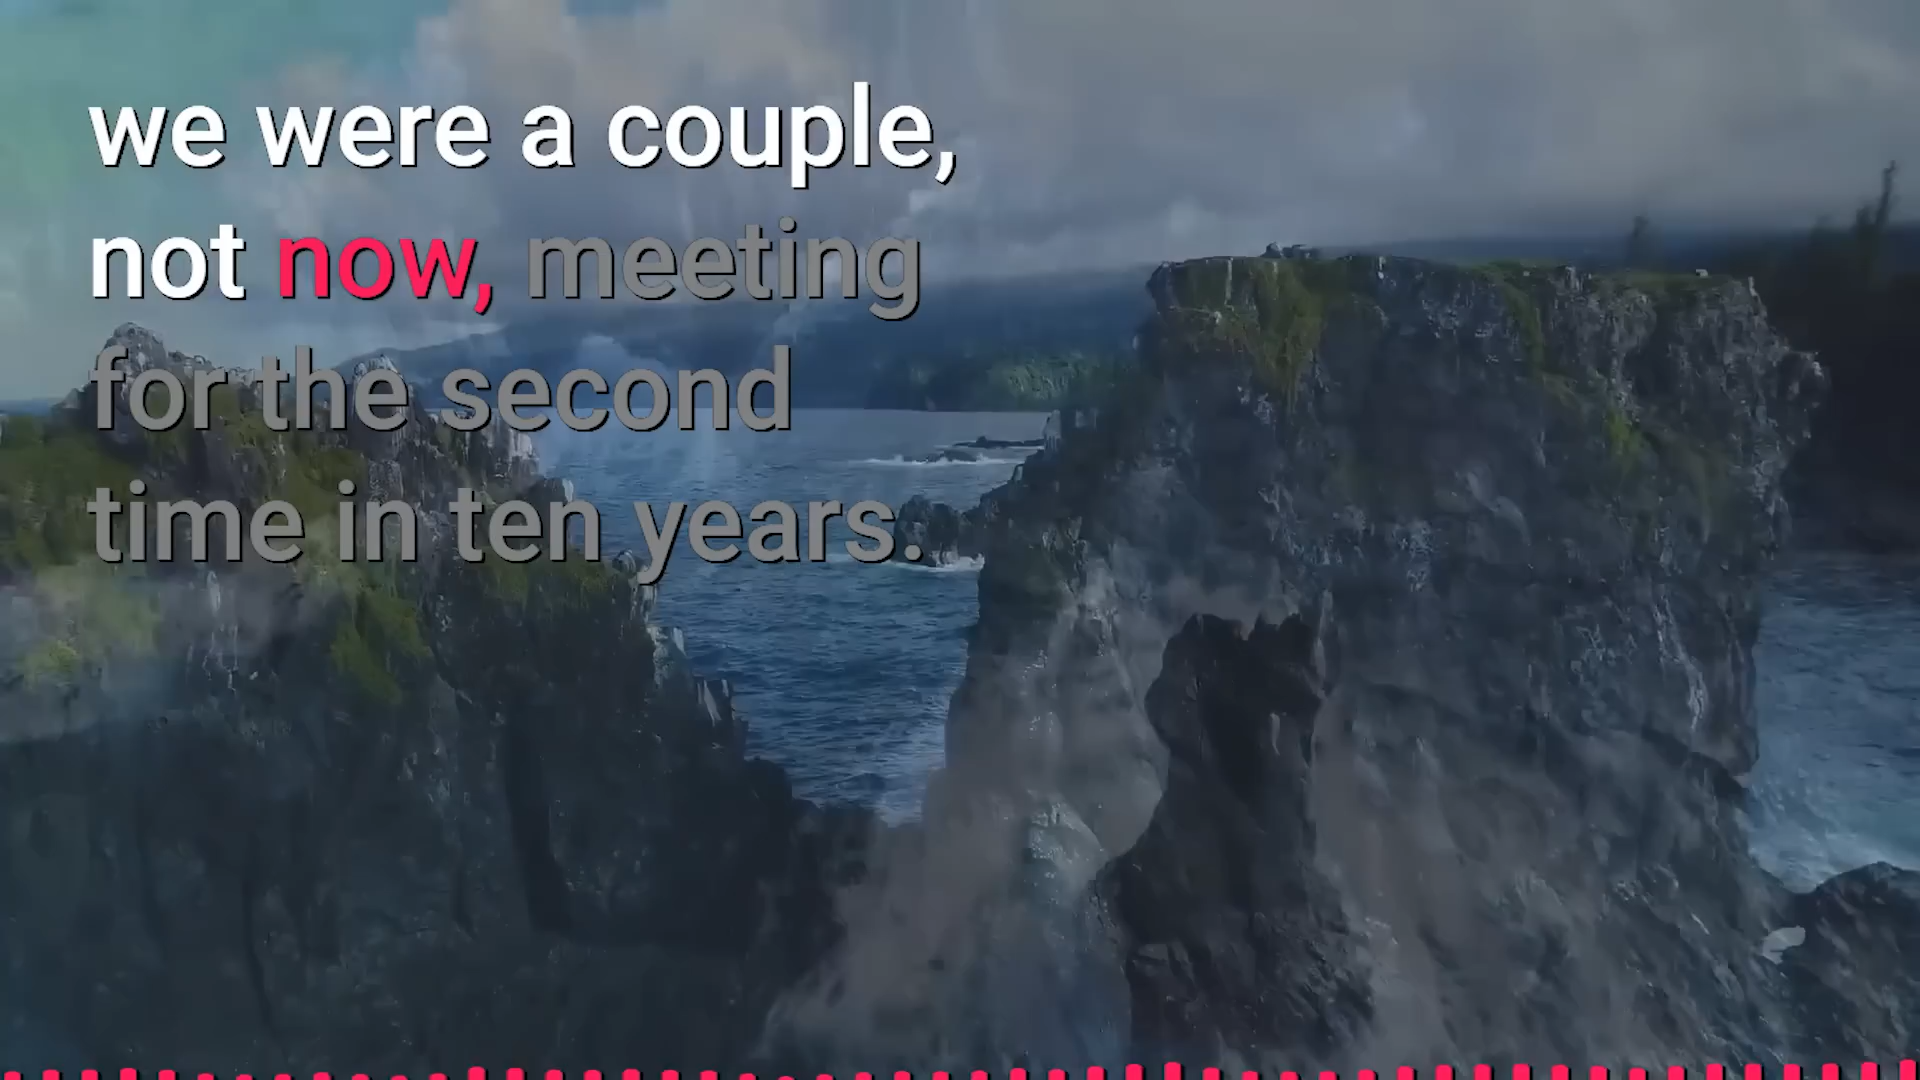 we were a couple,
not now, meeting
for the second
time in ten years.